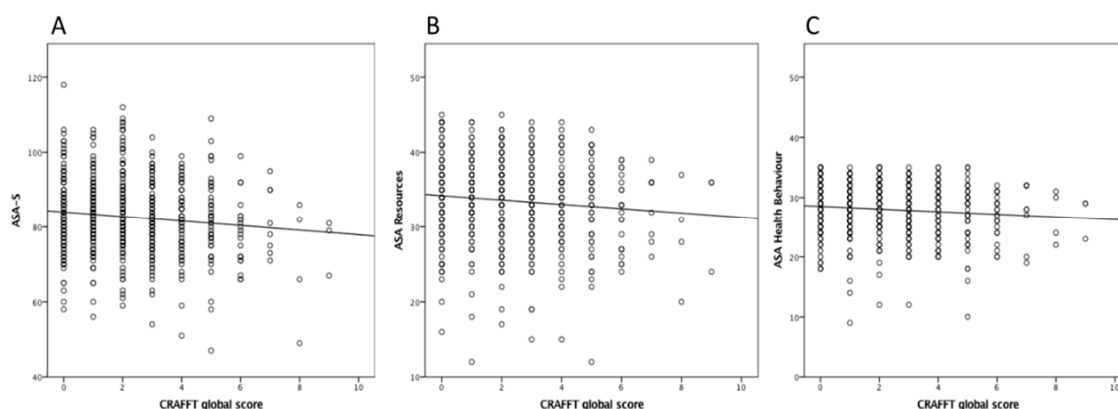 A
B
C
120
100
80
60
40
ASA-S
0 2 4 6 8 10
CRAFFT global score
50
40
30
20
10
ASA Resources
0 2 4 6 8 10
CRAFFT global score
50
40
30
20
10
0
ASA Health Behaviour
0 2 4 6 8 10
CRAFFT global score